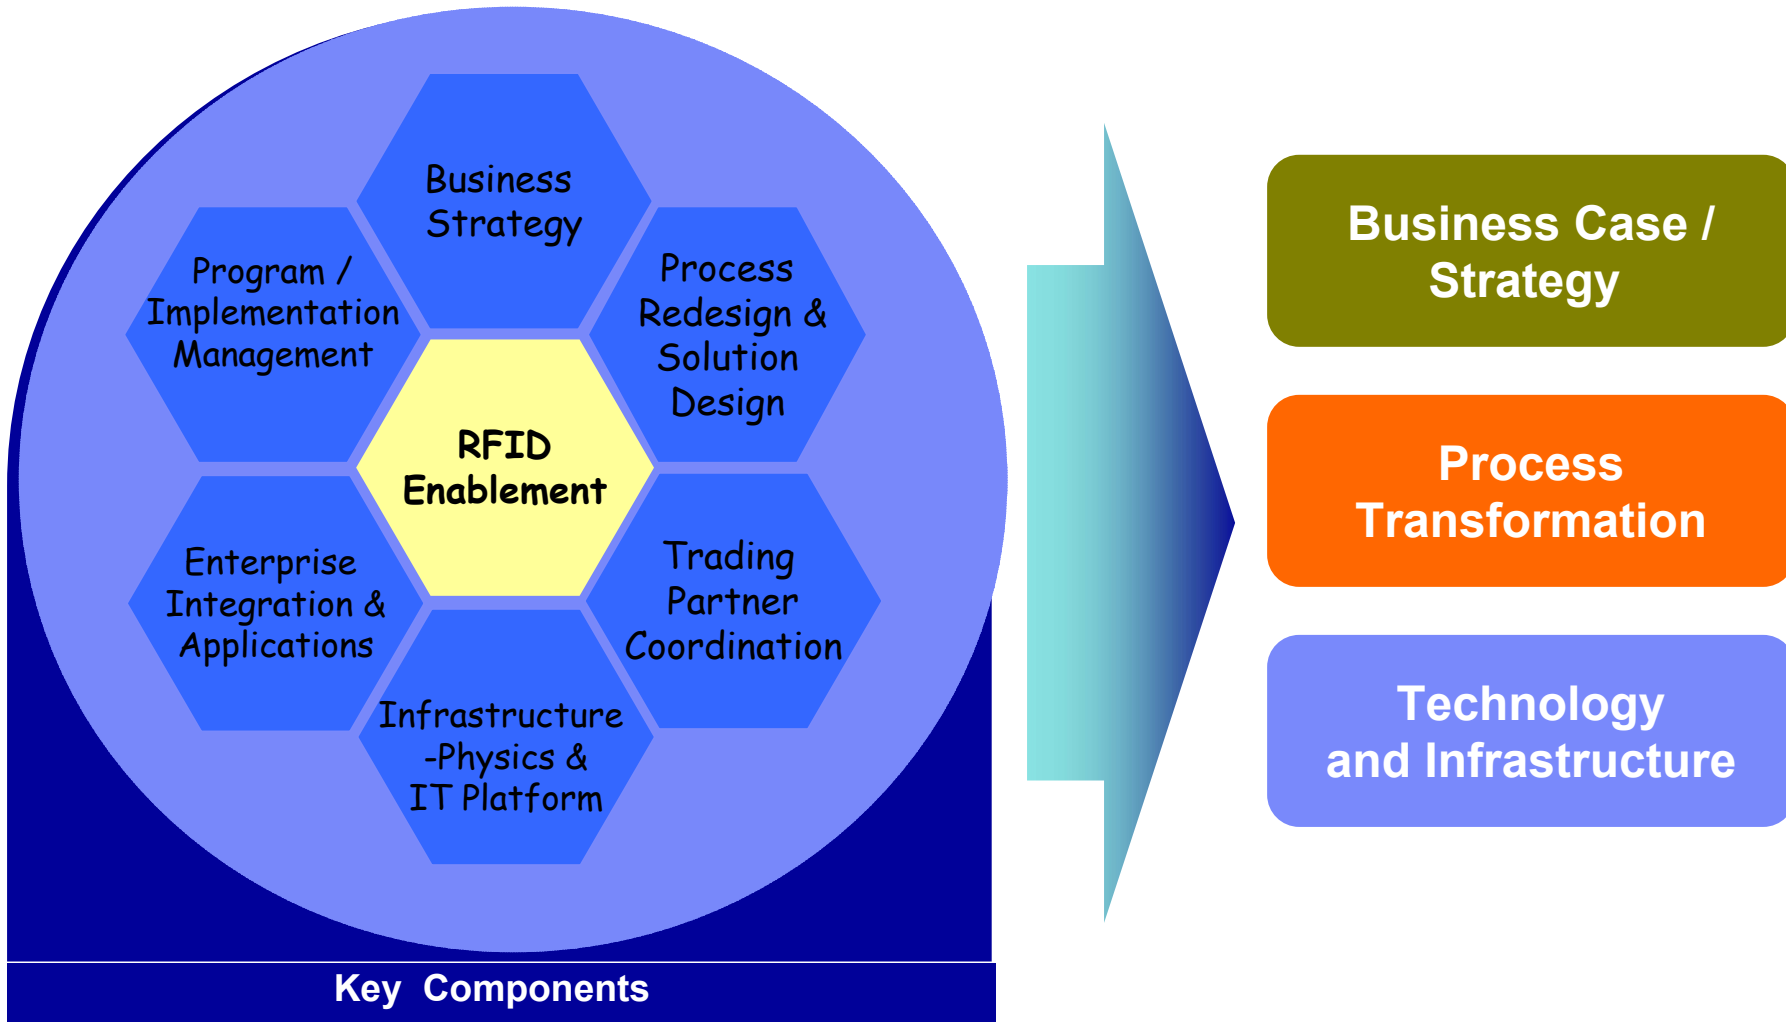 Business
Strategy
Program /
Implementation
Management
Process
Redesign &
Solution
Design
RFID
Enablement
Enterprise
Integration &
Applications
Trading
Partner
Coordination
Infrastructure
-Physics &
IT Platform
Key Components
Business Case /
Strategy
Process
Transformation
Technology
and Infrastructure